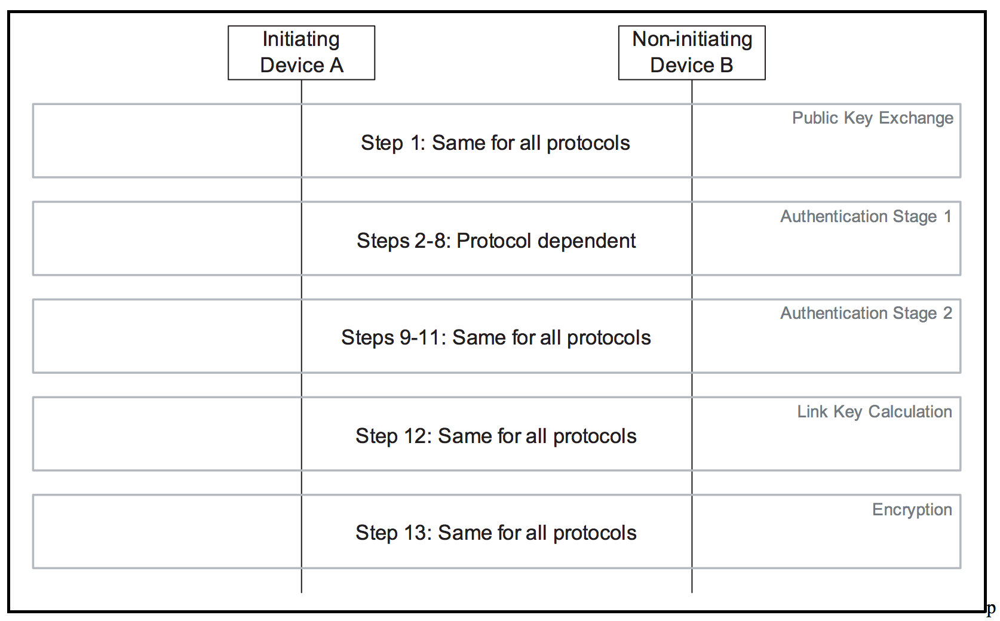 Initiating
Device A
Non-initiating
Device B
Public Key Exchange
Step 1: Same for all protocols
Authentication Stage 1
Steps 2-8: Protocol dependent
Authentication Stage 2
Steps 9-11: Same for all protocols
Link Key Calculation
Step 12: Same for all protocols
Encryption
Step 13: Same for all protocols
p